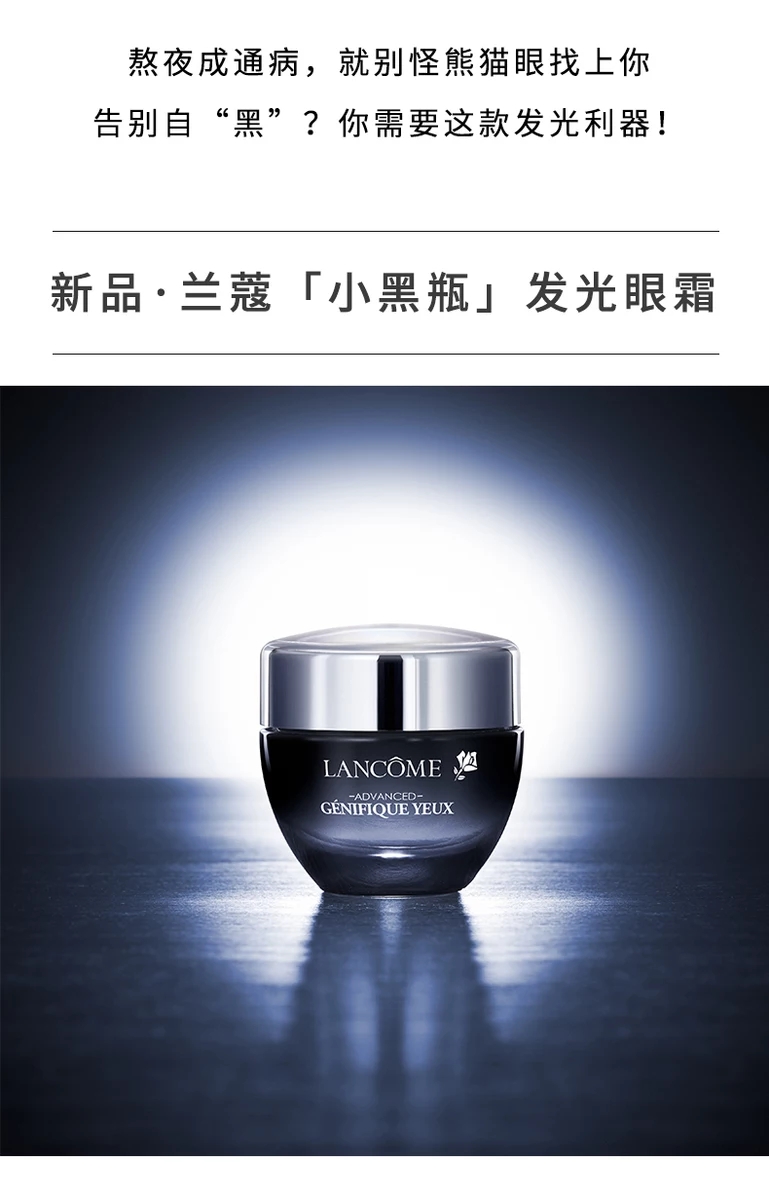 熬夜成通病，就别怪熊猫眼找上你
告别自“黑”？你需要这款发光利器！
新品·兰蔻「小黑瓶」发光眼霜
LANCÔME
-ADVANCED-
GÉNIFIQUE YEUX